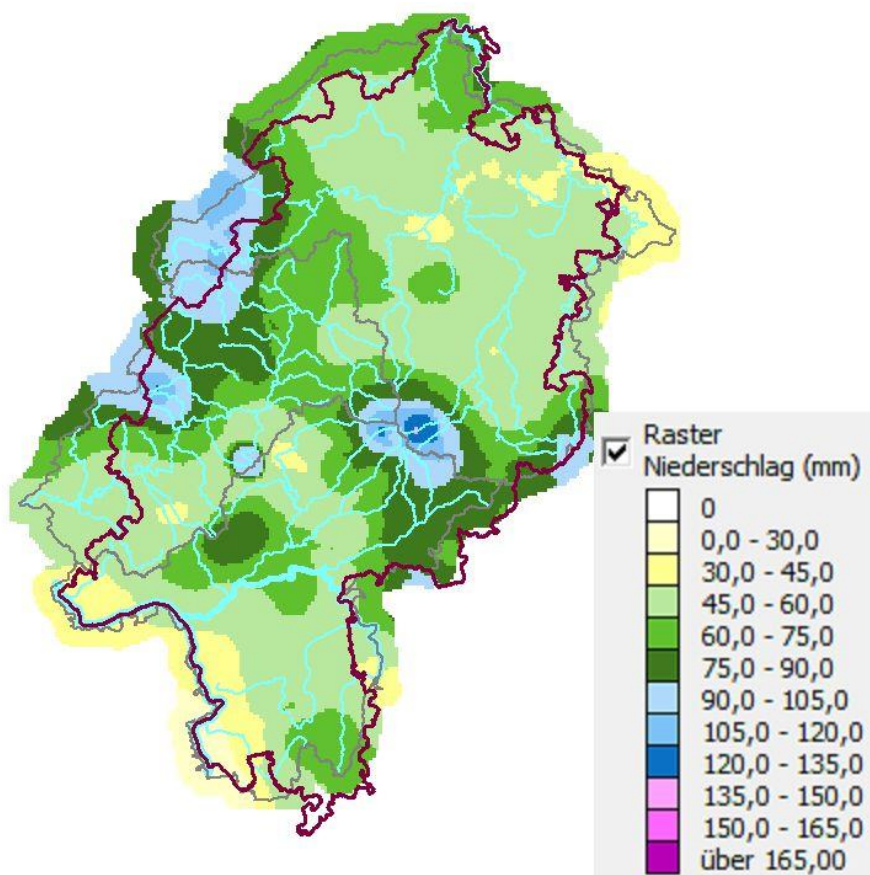 Raster
Niederschlag (mm)
0
0,0 - 30,0
30,0 - 45,0
45,0 - 60,0
60,0 - 75,0
75,0 - 90,0
90,0 - 105,0
105,0 - 120,0
120,0 - 135,0
135,0 - 150,0
150,0 - 165,0
über 165,00